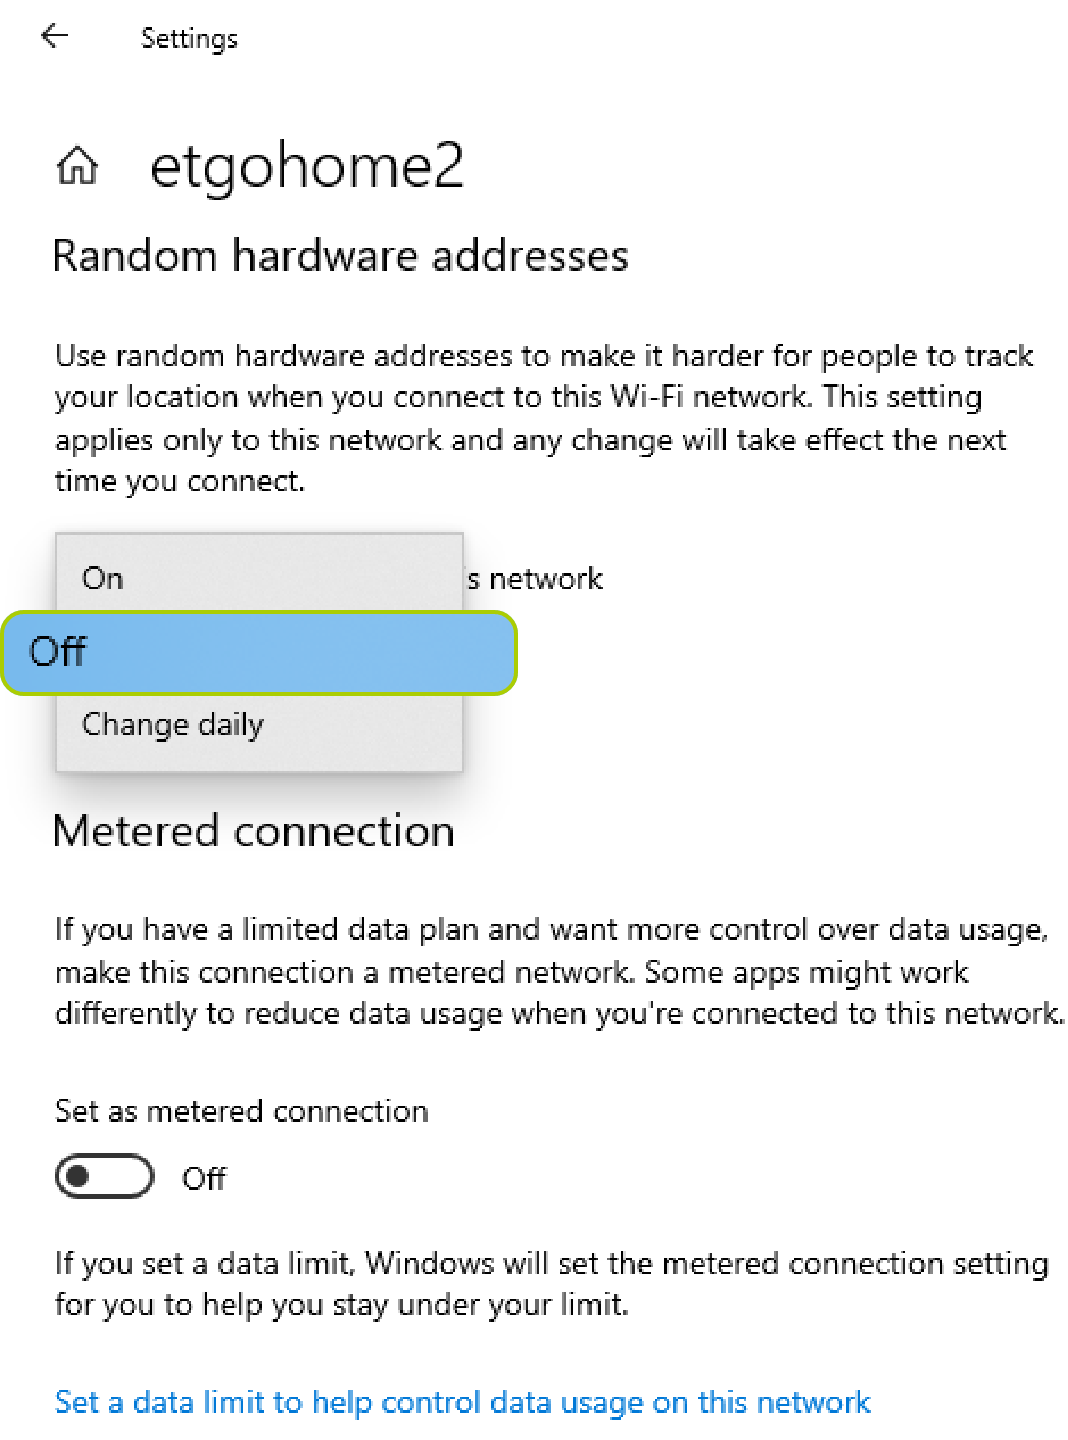 Settings
etgohome2
Random hardware addresses
Use random hardware addresses to make it harder for people to track
your location when you connect to this Wi-Fi network. This setting
applies only to this network and any change will take effect the next
time you connect.
On
s network
Off
Change daily
Metered connection
If you have a limited data plan and want more control over data usage,
make this connection a metered network. Some apps might work
differently to reduce data usage when you're connected to this network.
Set as metered connection
Off
If you set a data limit, Windows will set the metered connection setting
for you to help you stay under your limit.
Set a data limit to help control data usage on this network